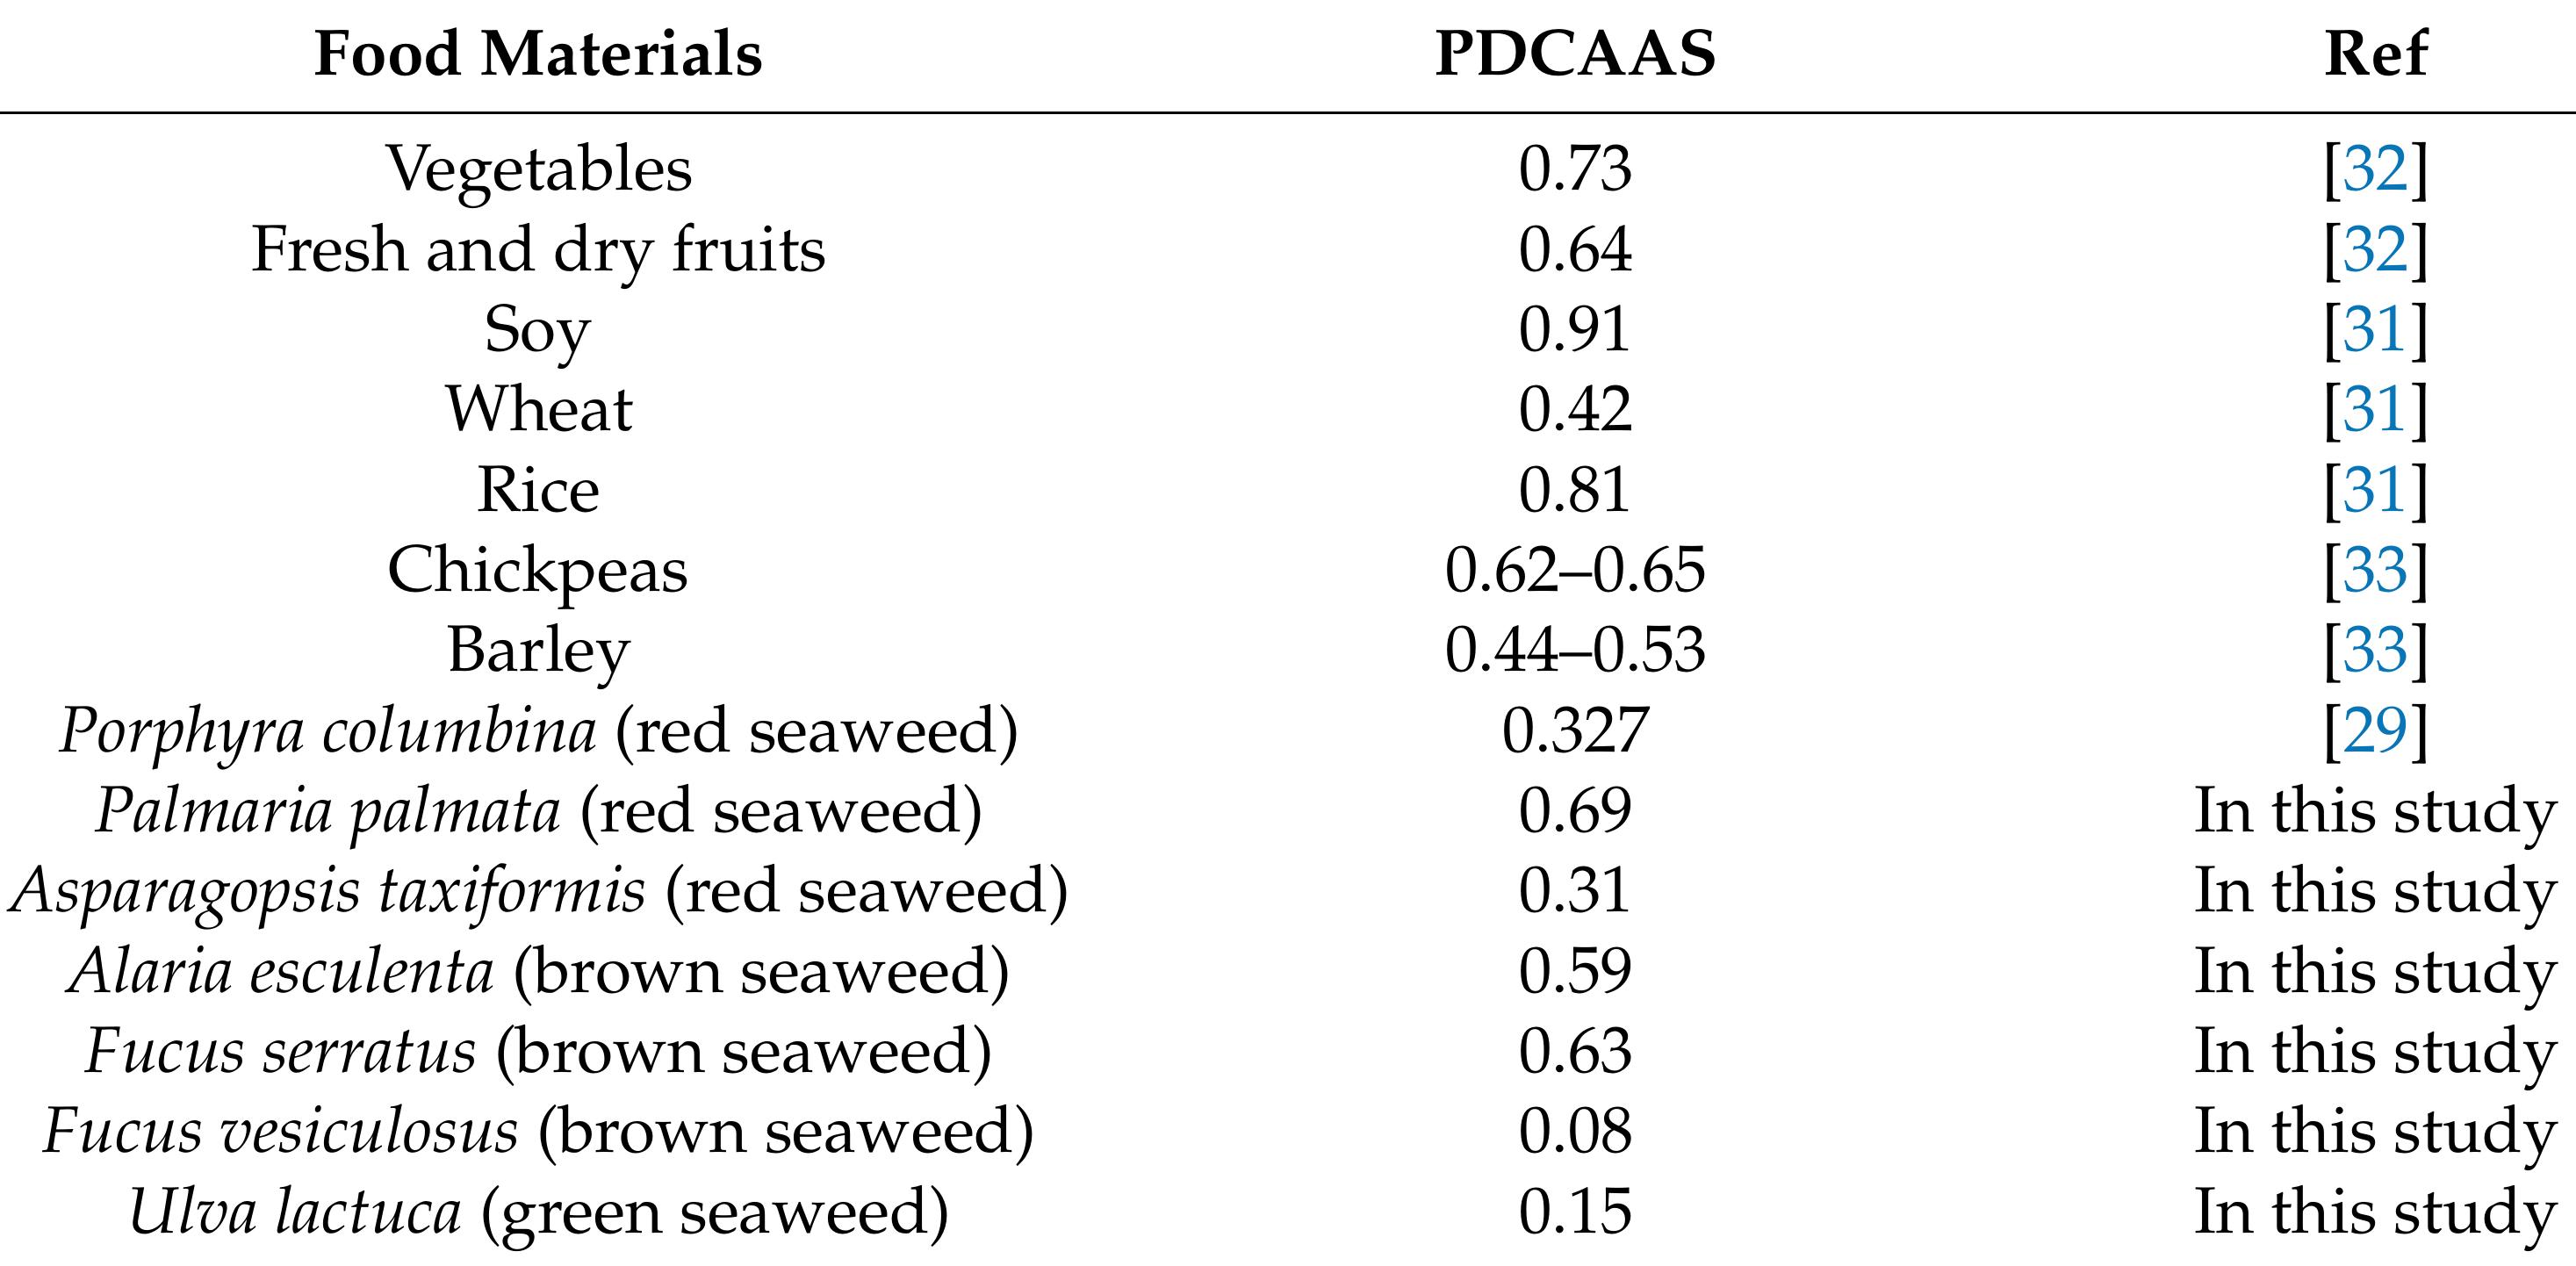 Food Materials PDCAAS Ref
Vegetables 0.73 [32]
Fresh and dry fruits 0.64 [32]
Soy 0.91 [31]
Wheat 0.42 [31]
Rice 0.81 [31]
Chickpeas 0.62–0.65 [33]
Barley 0.44–0.53 [33]
Porphyra columbina (red seaweed) 0.327 [29]
Palmaria palmata (red seaweed) 0.69 In this study
Asparagopsis taxiformis (red seaweed) 0.31 In this study
Alaria esculenta (brown seaweed) 0.59 In this study
Fucus serratus (brown seaweed) 0.63 In this study
Fucus vesiculosus (brown seaweed) 0.08 In this study
Ulva lactuca (green seaweed) 0.15 In this study